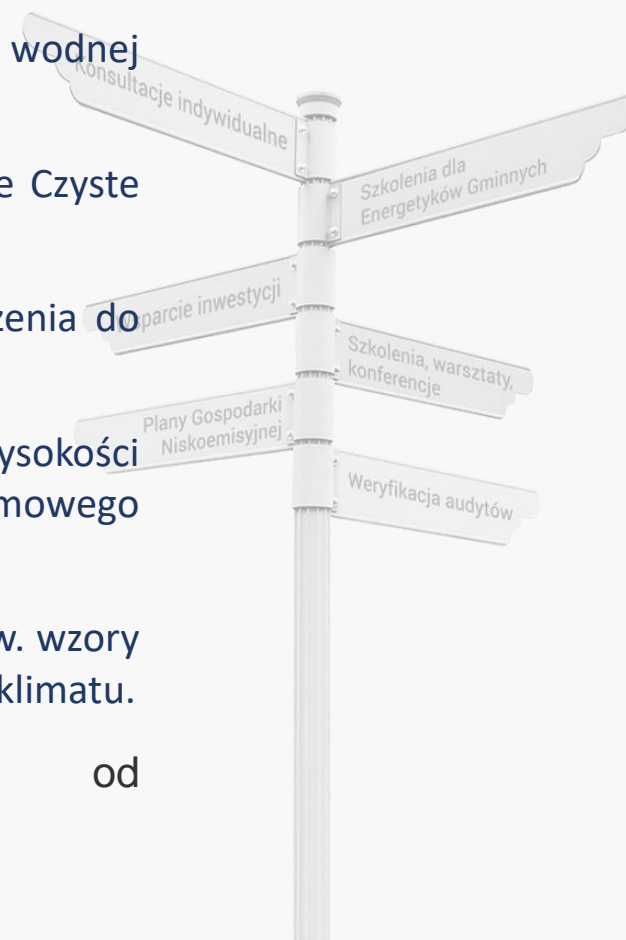 wodnej
Konsultacje indywidualne
Szkolenia dla
Energetyków Gminnych
e Czyste
Wsparcie inwestycji
zenia do
Szkolenia, warsztaty,
konferencje
Plany Gospodarki
Niskoemisyjnej
ysokości
Weryfikacja audytów
mowego
w. wzory
klimatu.
od